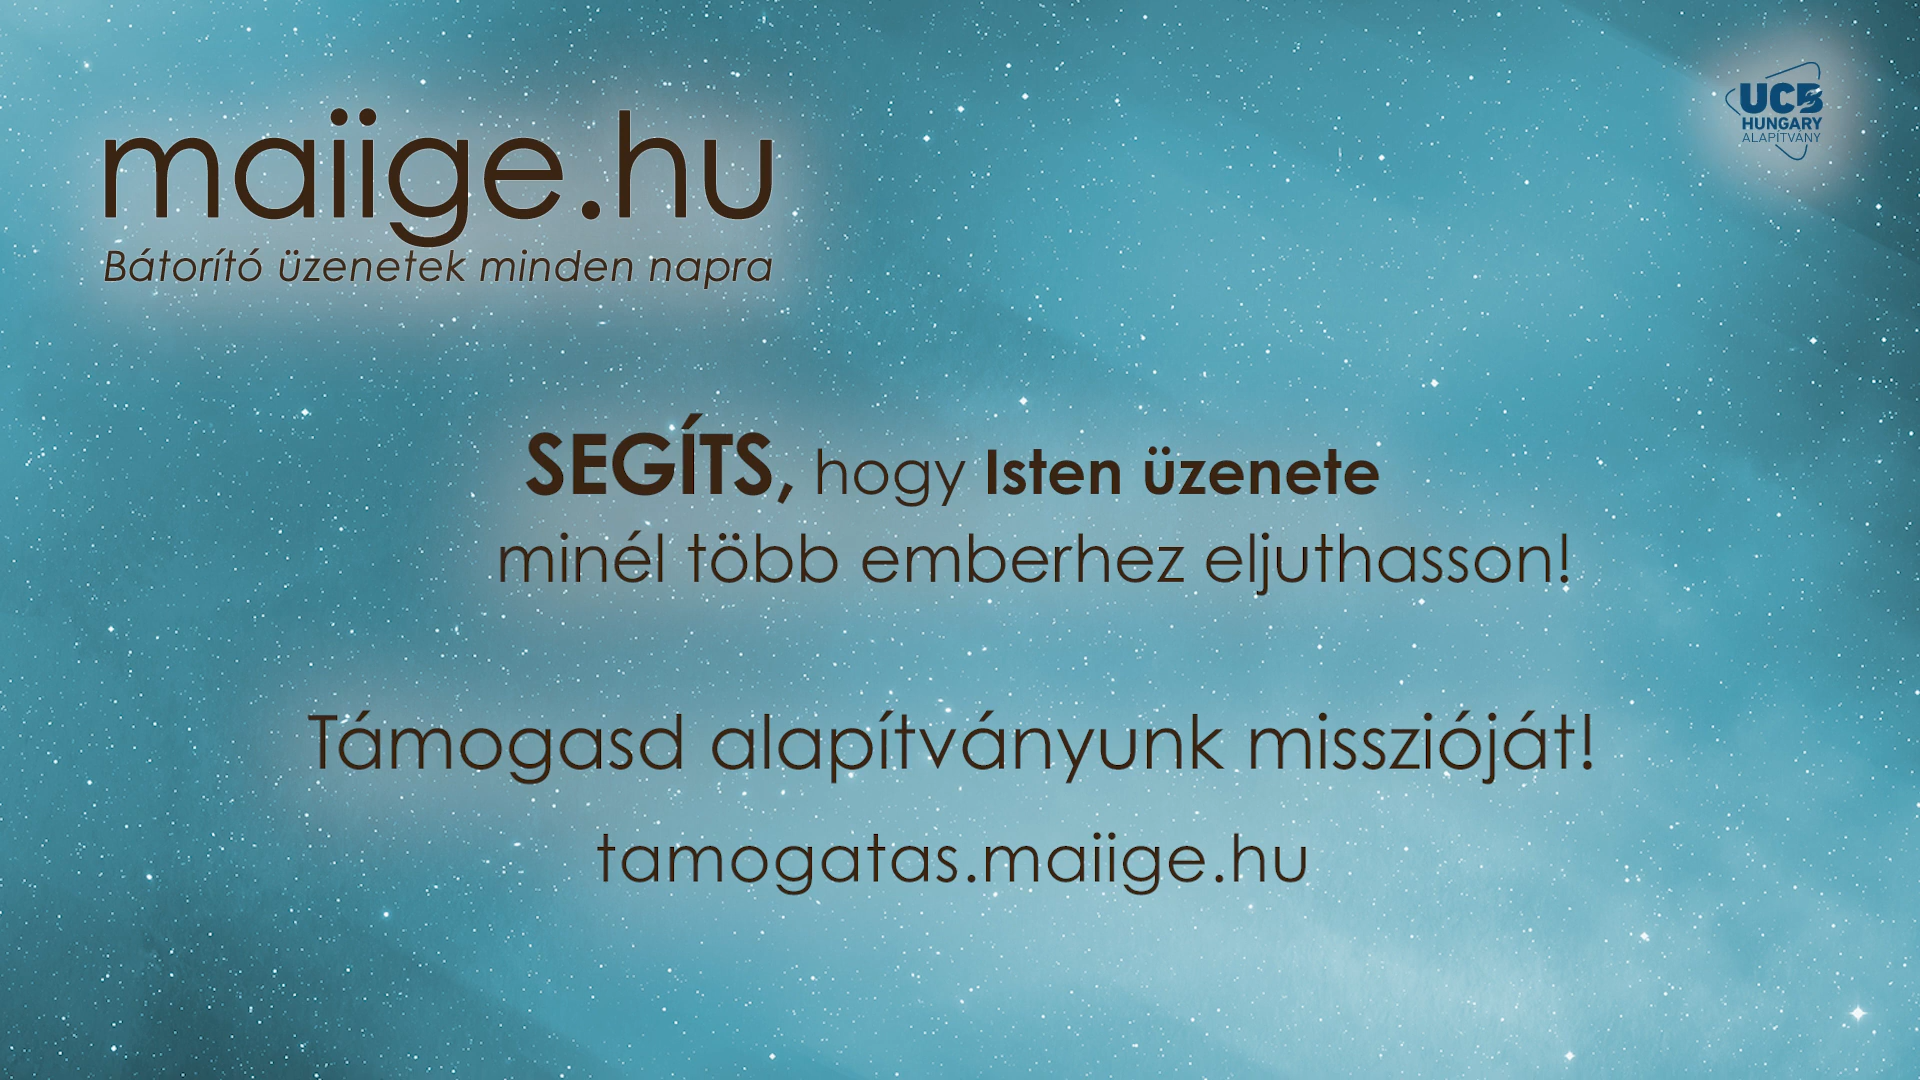 maiige.hu
Bátorító üzenetek minden napra
UCB
HUNGARY
ALAPÍTVÁNY
SEGÍTS, hogy Isten üzenete
minél több emberhez eljuthasson!
Támogasd alapítványunk misszióját!
tamogatas.maiige.hu